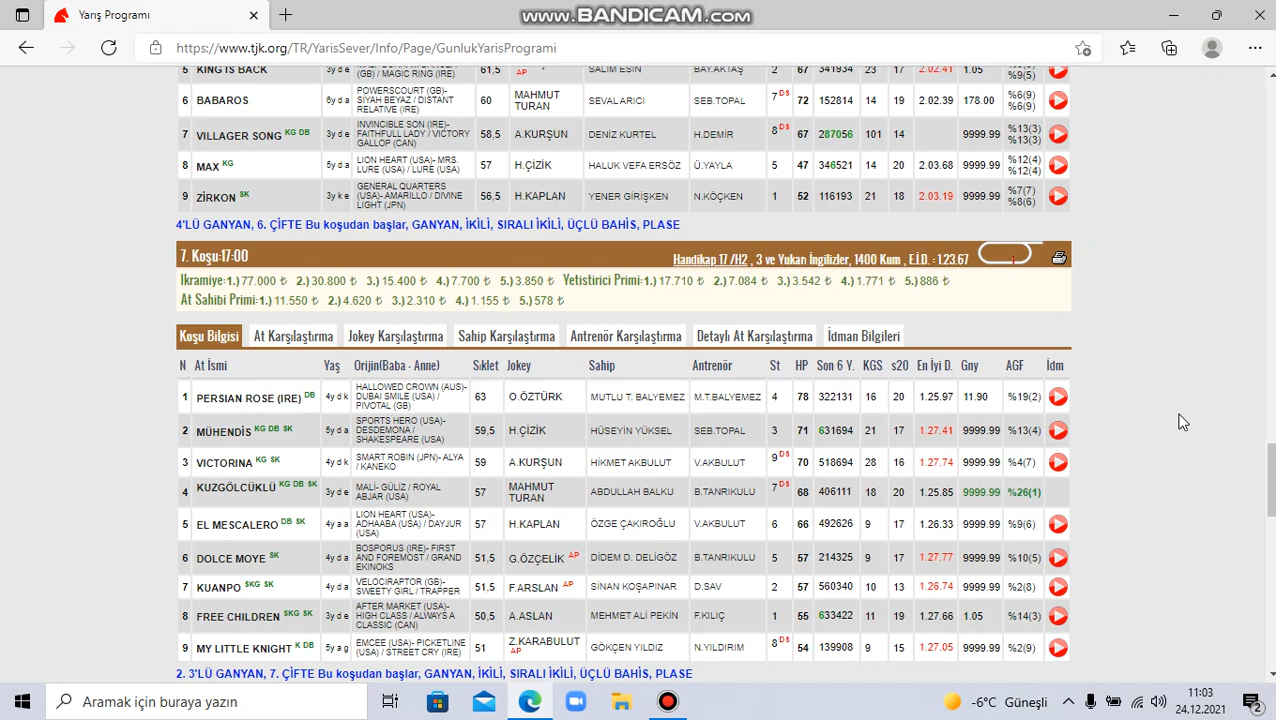 Yarış Programı
WWW.BANDICAM.COM
https://www.tjk.org/TR/YarisSever/Info/Page/GunlukYarisProgrami
5 KING IS BACK 3y d e (GB) / MAGIC RING (IRE) 61,5 AP SALİM ESİN BAY.AKTAŞ 2 67 341934 23 17 2.02.41 1.05 %9(5)
6 BABAROS 6y d a POWERSCOURT (GB)- SİYAH BEYAZ / DISTANT RELATIVE (IRE) 60 MAHMUT TURAN SEVAL ARICI SEB.TOPAL 7 DS 72 152814 14 19 2.02.39 178.00 %6(9) %6(9)
7 VILLAGER SONG KG DB 3y d e INVINCIBLE SON (IRE)- FAITHFULL LADY / VICTORY GALLOP (CAN) 58,5 A.KURŞUN DENİZ KURTEL H.DEMİR 8 DS 67 287056 101 14 9999.99 %13(3) %13(3)
8 MAX KG 5y d a LION HEART (USA)- MRS. LURE (USA) / LURE (USA) 57 H.ÇİZİK HALUK VEFA ERSÖZ Ü.YAYLA 5 47 346521 14 20 2.03.68 9999.99 %12(4) %12(4)
9 ZİRKON SK 3y k e GENERAL QUARTERS (USA)- AMARILLO / DIVINE LIGHT (JPN) 56,5 H.KAPLAN YENER GİRİŞKEN N.KÖÇKEN 1 52 116193 21 18 2.03.19 9999.99 %7(7) %8(6)
4'LÜ GANYAN, 6. ÇİFTE Bu koşudan başlar, GANYAN, İKİLİ, SIRALI İKİLİ, ÜÇLÜ BAHİS, PLASE
7. Koşu:17:00 Handikap 17 /H2 , 3 ve Yukarı İngilizler, 1400 Kum , E.İ.D. : 1.23.67
Ikramiye: 1.) 77.000 ₺ 2.) 30.800 ₺ 3.) 15.400 ₺ 4.) 7.700 ₺ 5.) 3.850 ₺ Yetistirici Primi: 1.) 17.710 ₺ 2.) 7.084 ₺ 3.) 3.542 ₺ 4.) 1.771 ₺ 5.) 886 ₺
At Sahibi Primi: 1.) 11.550 ₺ 2.) 4.620 ₺ 3.) 2.310 ₺ 4.) 1.155 ₺ 5.) 578 ₺
Koşu Bilgisi At Karşılaştırma Jokey Karşılaştırma Sahip Karşılaştırma Antrenör Karşılaştırma Detaylı At Karşılaştırma İdman Bilgileri
N At İsmi Yaş Orijin(Baba - Anne) Sıklet Jokey Sahip Antrenör St HP Son 6 Y. KGS s20 En İyi D. Gny AGF İdm
1 PERSIAN ROSE (IRE) DB 4y d k HALLOWED CROWN (AUS)- DUBAI SMILE (USA) / PIVOTAL (GB) 63 O.ÖZTÜRK MUTLU T. BALYEMEZ M.T.BALYEMEZ 4 78 322131 16 20 1.25.97 11.90 %19(2)
2 MÜHENDİS KG DB SK 5y d a SPORTS HERO (USA)- DESDEMONA / SHAKESPEARE (USA) 59,5 H.ÇİZİK HÜSEYİN YÜKSEL SEB.TOPAL 3 71 631694 21 17 1.27.41 9999.99 %13(4)
3 VICTORINA KG SK 4y d k SMART ROBIN (JPN)- ALYA / KANEKO 59 A.KURŞUN HİKMET AKBULUT V.AKBULUT 9 DS 70 518694 28 16 1.27.74 9999.99 %4(7)
4 KUZGÖLCÜKLÜ KG DB SK 3y d e MALİ- GÜLİZ / ROYAL ABJAR (USA) 57 MAHMUT TURAN ABDULLAH BALKU B.TANRIKULU 7 DS 68 406111 18 20 1.25.85 9999.99 %26(1)
5 EL MESCALERO DB SK 4y a a LION HEART (USA)- ADHAABA (USA) / DAYJUR (USA) 57 H.KAPLAN ÖZGE ÇAKIROĞLU V.AKBULUT 6 66 492626 9 17 1.26.33 9999.99 %9(6)
6 DOLCE MOYE SK 4y d a BOSPORUS (IRE)- FIRST AND FOREMOST / GRAND EKINOKS 51,5 G.ÖZÇELİK AP DİDEM D. DELİGÖZ B.TANRIKULU 5 57 214325 9 17 1.27.77 9999.99 %10(5)
7 KUANPO SKG SK 4y d k VELOCIRAPTOR (GB)- SWEETY GIRL / TRAPPER 51,5 F.ARSLAN AP SİNAN KOŞAPINAR D.SAV 2 57 560340 10 13 1.26.74 9999.99 %2(8)
8 FREE CHILDREN SKG SK 3y d e AFTER MARKET (USA)- HIGH CLASS / ALWAYS A CLASSIC (CAN) 50,5 A.ASLAN MEHMET ALİ PEKİN F.KILIÇ 1 55 633422 11 19 1.27.66 1.05 %14(3)
9 MY LITTLE KNIGHT K DB 5y a g EMCEE (USA)- PICKETLINE (USA) / STREET CRY (IRE) 51 Z.KARABULUT AP GÖKÇEN YILDIZ N.YILDIRIM 8 DS 54 139908 9 15 1.27.05 9999.99 %2(9)
2. 3'LÜ GANYAN, 7. ÇİFTE Bu koşudan başlar, GANYAN, İKİLİ, SIRALI İKİLİ, ÜÇLÜ BAHİS, PLASE
Aramak için buraya yazın -6°C Güneşli 11:03
24.12.2021 2